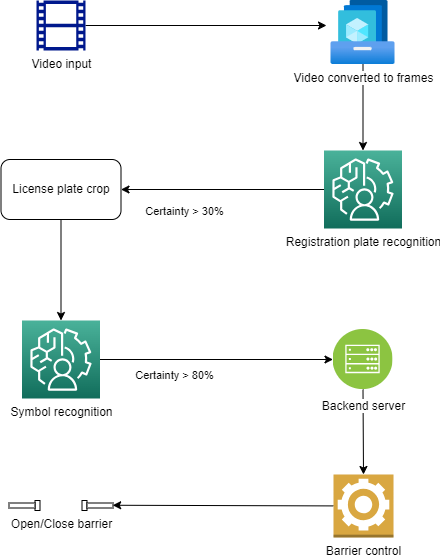 Video input
Video converted to frames
License plate crop
Certainty > 30%
Registration plate recognition
Symbol recognition
Certainty > 80%
Backend server
Open/Close barrier
Barrier control